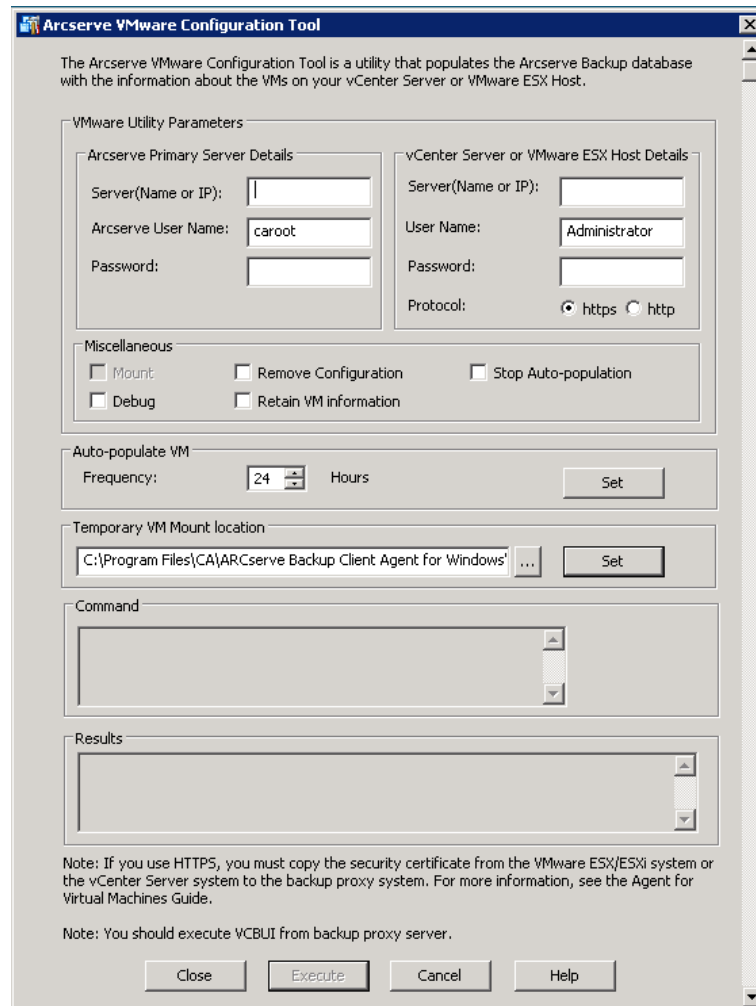 Arcserve VMware Configuration Tool
The Arcserve VMware Configuration Tool is a utility that populates the Arcserve Backup database
with the information about the VMs on your vCenter Server or VMware ESX Host.
VMware Utility Parameters
Arcserve Primary Server Details
Server(Name or IP):
Arcserve User Name: caroot
Password:
vCenter Server or VMware ESX Host Details
Server(Name or IP):
User Name: Administrator
Password:
Protocol: https http
Miscellaneous
Mount Remove Configuration Stop Auto-population
Debug Retain VM information
Auto-populate VM
Frequency: 24 Hours Set
Temporary VM Mount location
C:\Program Files\CA\ARCserve Backup Client Agent for Windows' ... Set
Command
Results
Note: If you use HTTPS, you must copy the security certificate from the VMware ESX/ESXi system or
the vCenter Server system to the backup proxy system. For more information, see the Agent for
Virtual Machines Guide.
Note: You should execute VCBUI from backup proxy server.
Close Execute Cancel Help